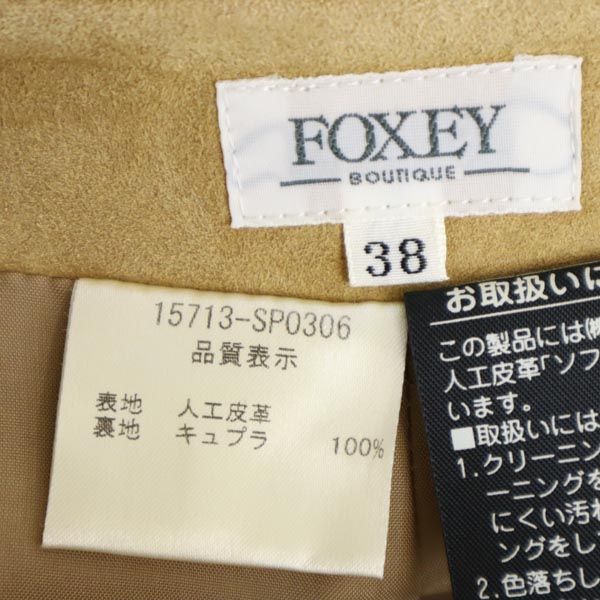 FOXEY
BOUTIQUE
38
15713-SP0306
品質表示
表地 人工皮革
裏地 キュプラ 100%
お取扱いに
この製品には㈱
人工皮革「ソフ
います。
■取扱いには
1.クリーニン
ーニングを
にくい汚れ
ングをし
2.色落ちし